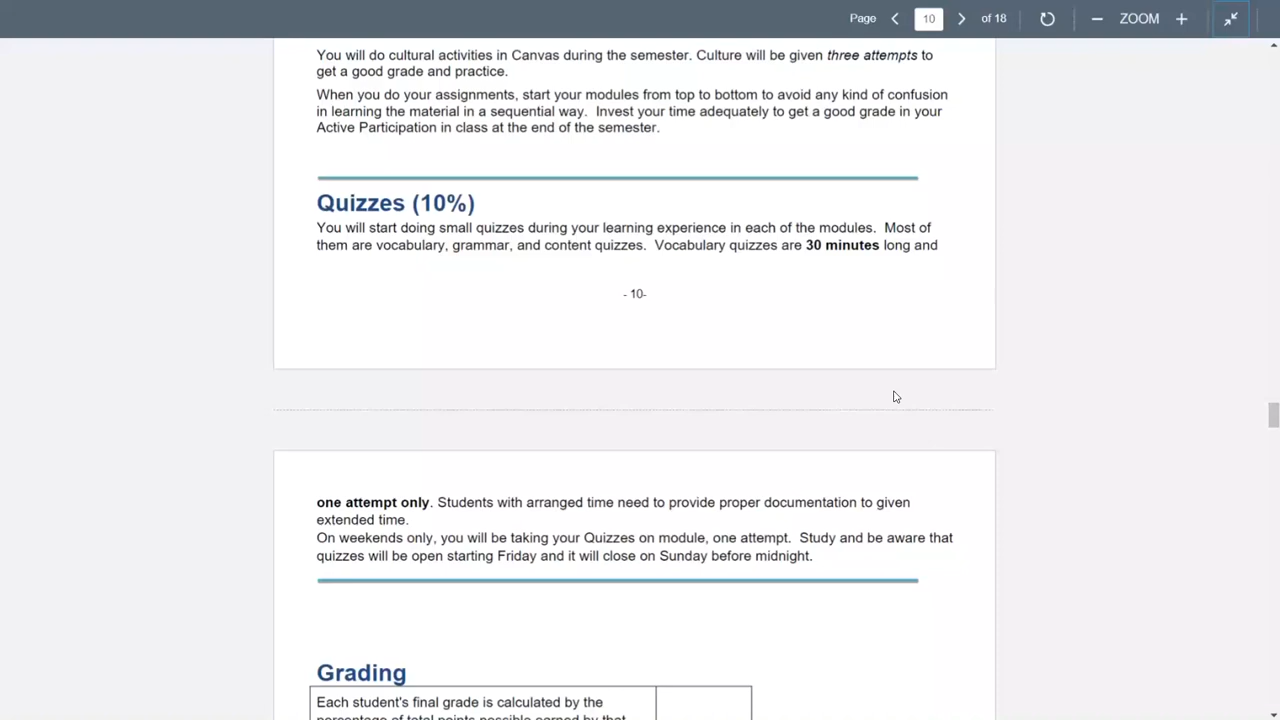 Page 10 of 18 ZOOM
You will do cultural activities in Canvas during the semester. Culture will be given three attempts to
get a good grade and practice.
When you do your assignments, start your modules from top to bottom to avoid any kind of confusion
in learning the material in a sequential way. Invest your time adequately to get a good grade in your
Active Participation in class at the end of the semester.
Quizzes (10%)
You will start doing small quizzes during your learning experience in each of the modules. Most of
them are vocabulary, grammar, and content quizzes. Vocabulary quizzes are 30 minutes long and
- 10-
one attempt only. Students with arranged time need to provide proper documentation to given
extended time.
On weekends only, you will be taking your Quizzes on module, one attempt. Study and be aware that
quizzes will be open starting Friday and it will close on Sunday before midnight.
Grading
Each student's final grade is calculated by the
percentage of total points possible earned by that